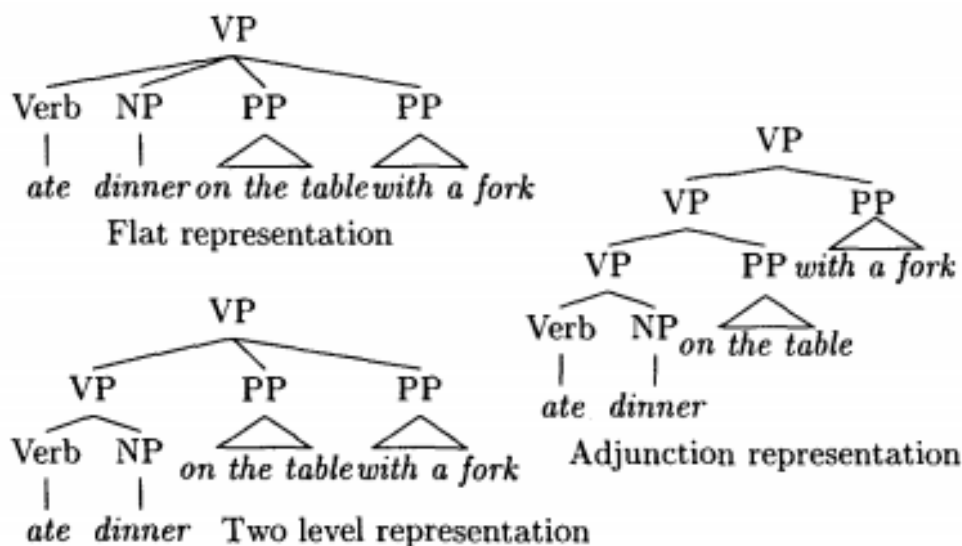 VP
Verb NP PP PP
ate dinner on the table with a fork
Flat representation
VP
VP PP PP
Verb NP on the table with a fork
ate dinner Two level representation
VP
VP PP
VP PP with a fork
Verb NP on the table
ate dinner
Adjunction representation